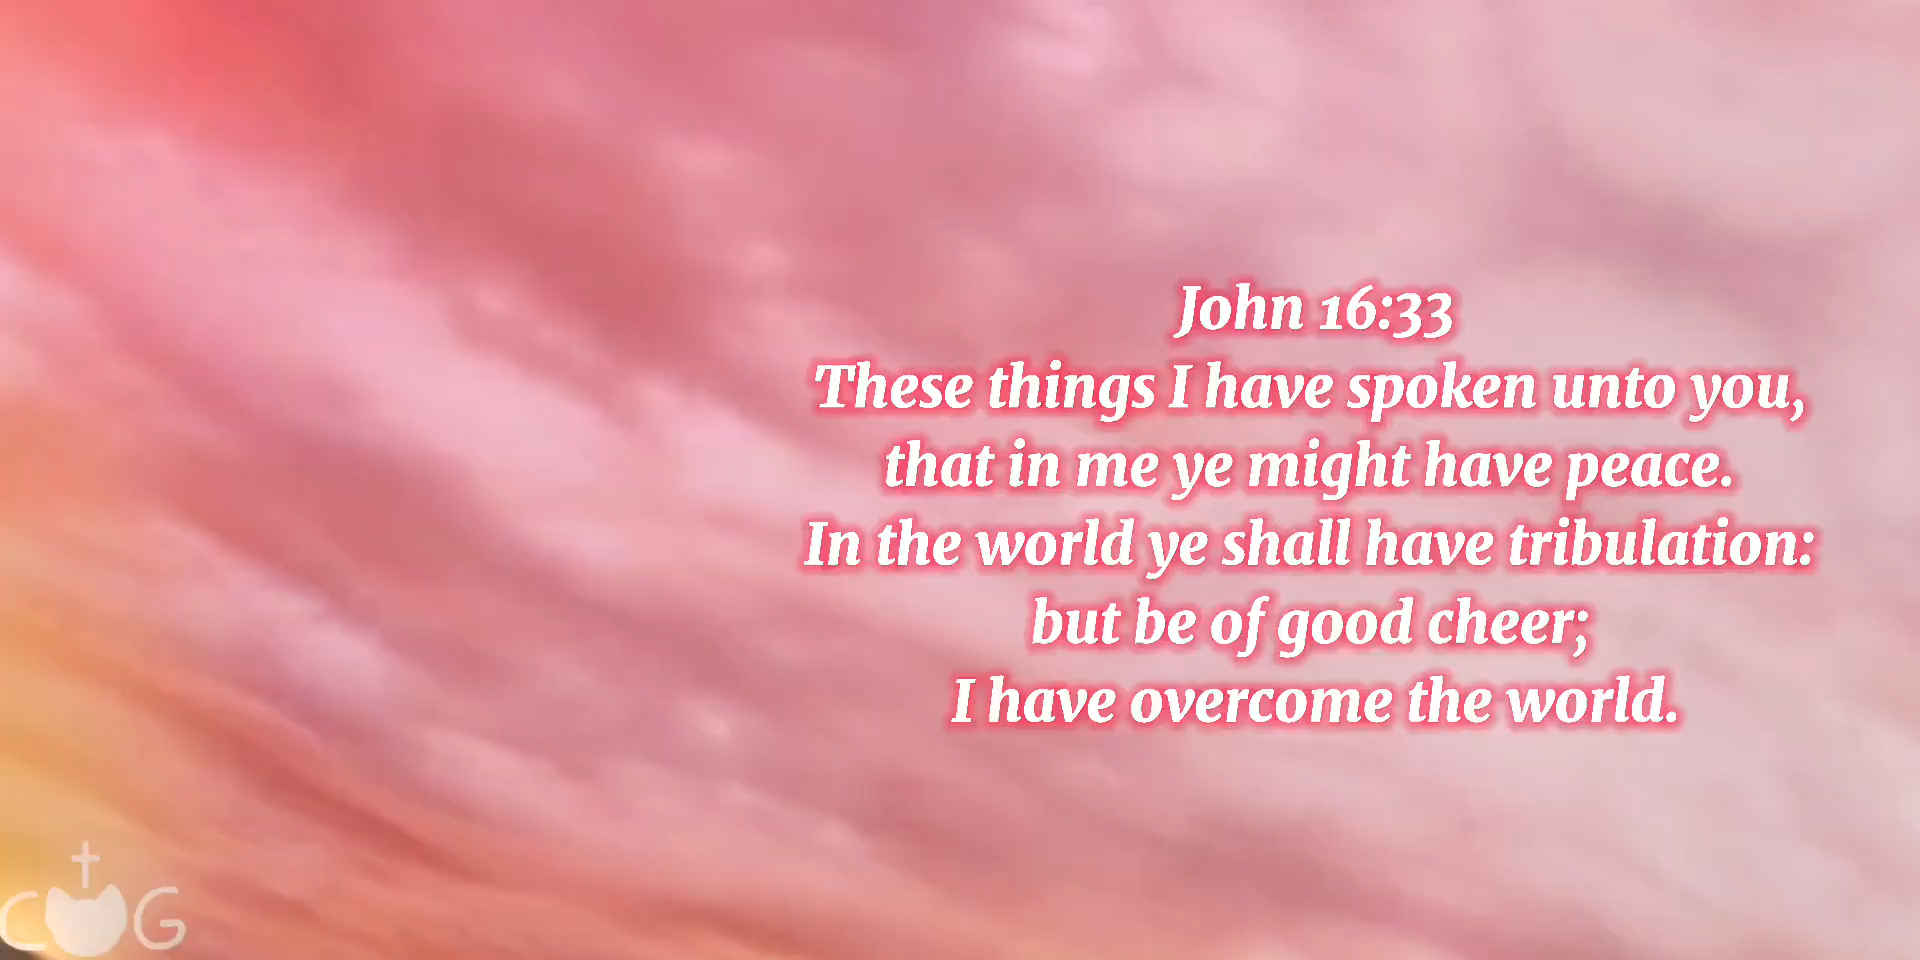 John 16:33
These things I have spoken unto you,
that in me ye might have peace.
In the world ye shall have tribulation:
but be of good cheer;
I have overcome the world.
C G